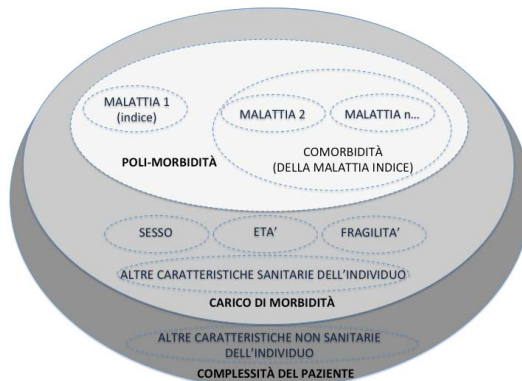 MALATTIA 1
(indice)
MALATTIA 2
MALATTIA n...
COMORBIDITÀ
(DELLA MALATTIA INDICE)
POLI-MORBIDITÀ
SESSO
ETA'
FRAGILITA'
ALTRE CARATTERISTICHE SANITARIE DELL'INDIVIDUO
CARICO DI MORBIDITÀ
ALTRE CARATTERISTICHE NON SANITARIE
DELL'INDIVIDUO
COMPLESSITÀ DEL PAZIENTE